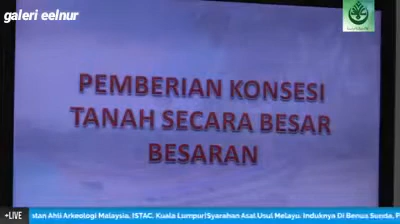 galeri eelnur
PEMBERIAN KONSESI
TANAH SECARA BESAR
BESARAN
•LIVE
atan Ahli Arkeologi Malaysia, ISTAC, Kuala Lumpur(Syarahan Asal Usul Melayu: Induknya Di Benua Sunda, P